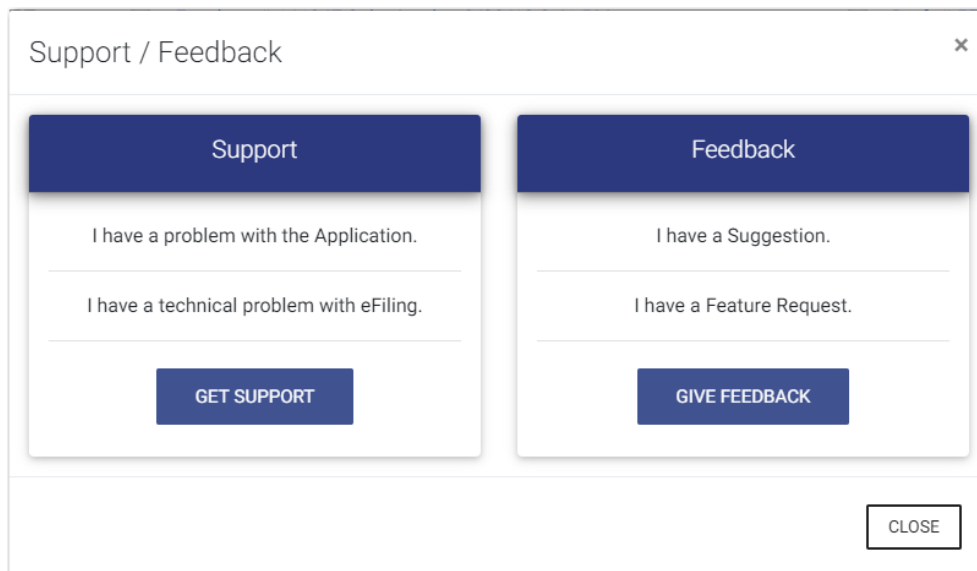 Support / Feedback
×
Support
I have a problem with the Application.
I have a technical problem with eFiling.
GET SUPPORT
Feedback
I have a Suggestion.
I have a Feature Request.
GIVE FEEDBACK
CLOSE